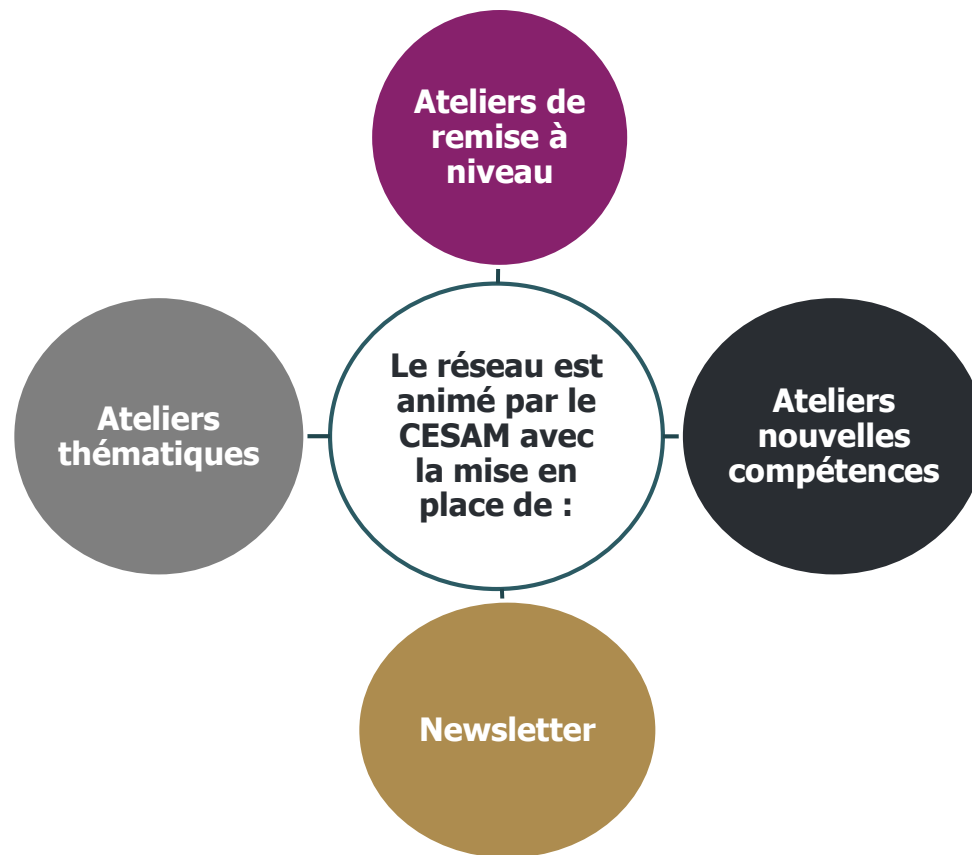 Ateliers de
remise à
niveau
Le réseau est
animé par le
CESAM avec
la mise en
place de :
Ateliers
thématiques
Ateliers
nouvelles
compétences
Newsletter